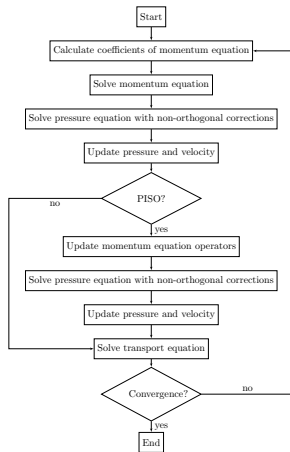 Start
Calculate coefficients of momentum equation
Solve momentum equation
Solve pressure equation with non-orthogonal corrections
Update pressure and velocity
PISO?
no
yes
Update momentum equation operators
Solve pressure equation with non-orthogonal corrections
Update pressure and velocity
Solve transport equation
Convergence?
no
yes
End